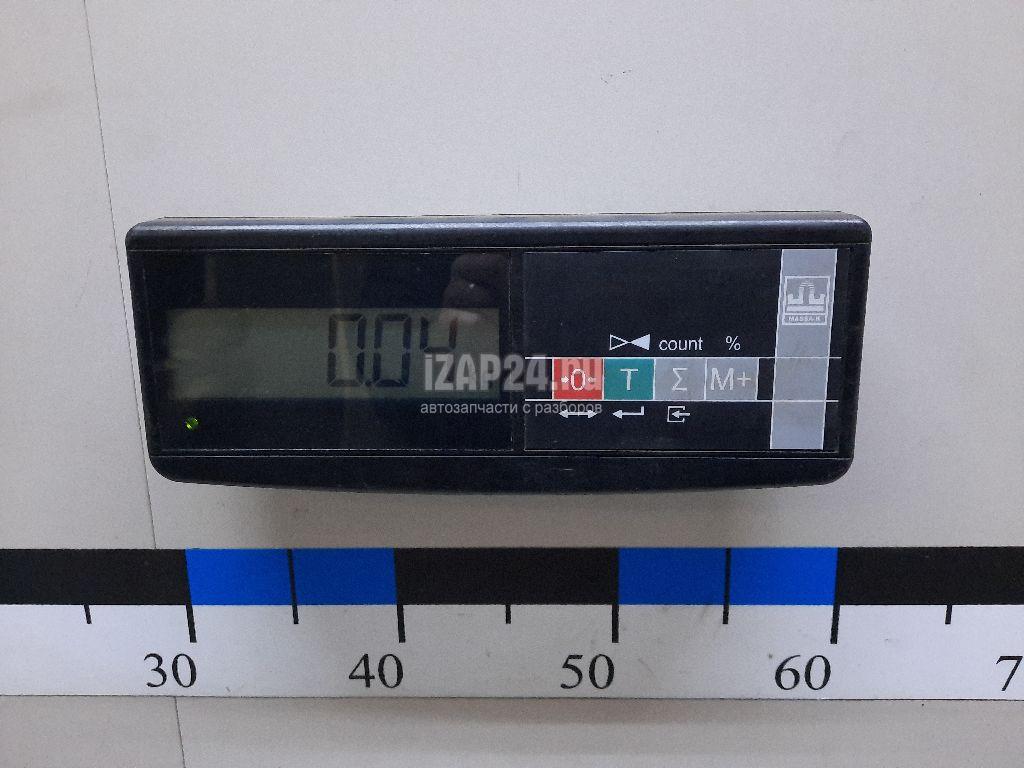 0.04
iZAP24.ru
автозапчасти с разборов
count %
MASSA-K
→0← T Σ M+
30 40 50 60 7